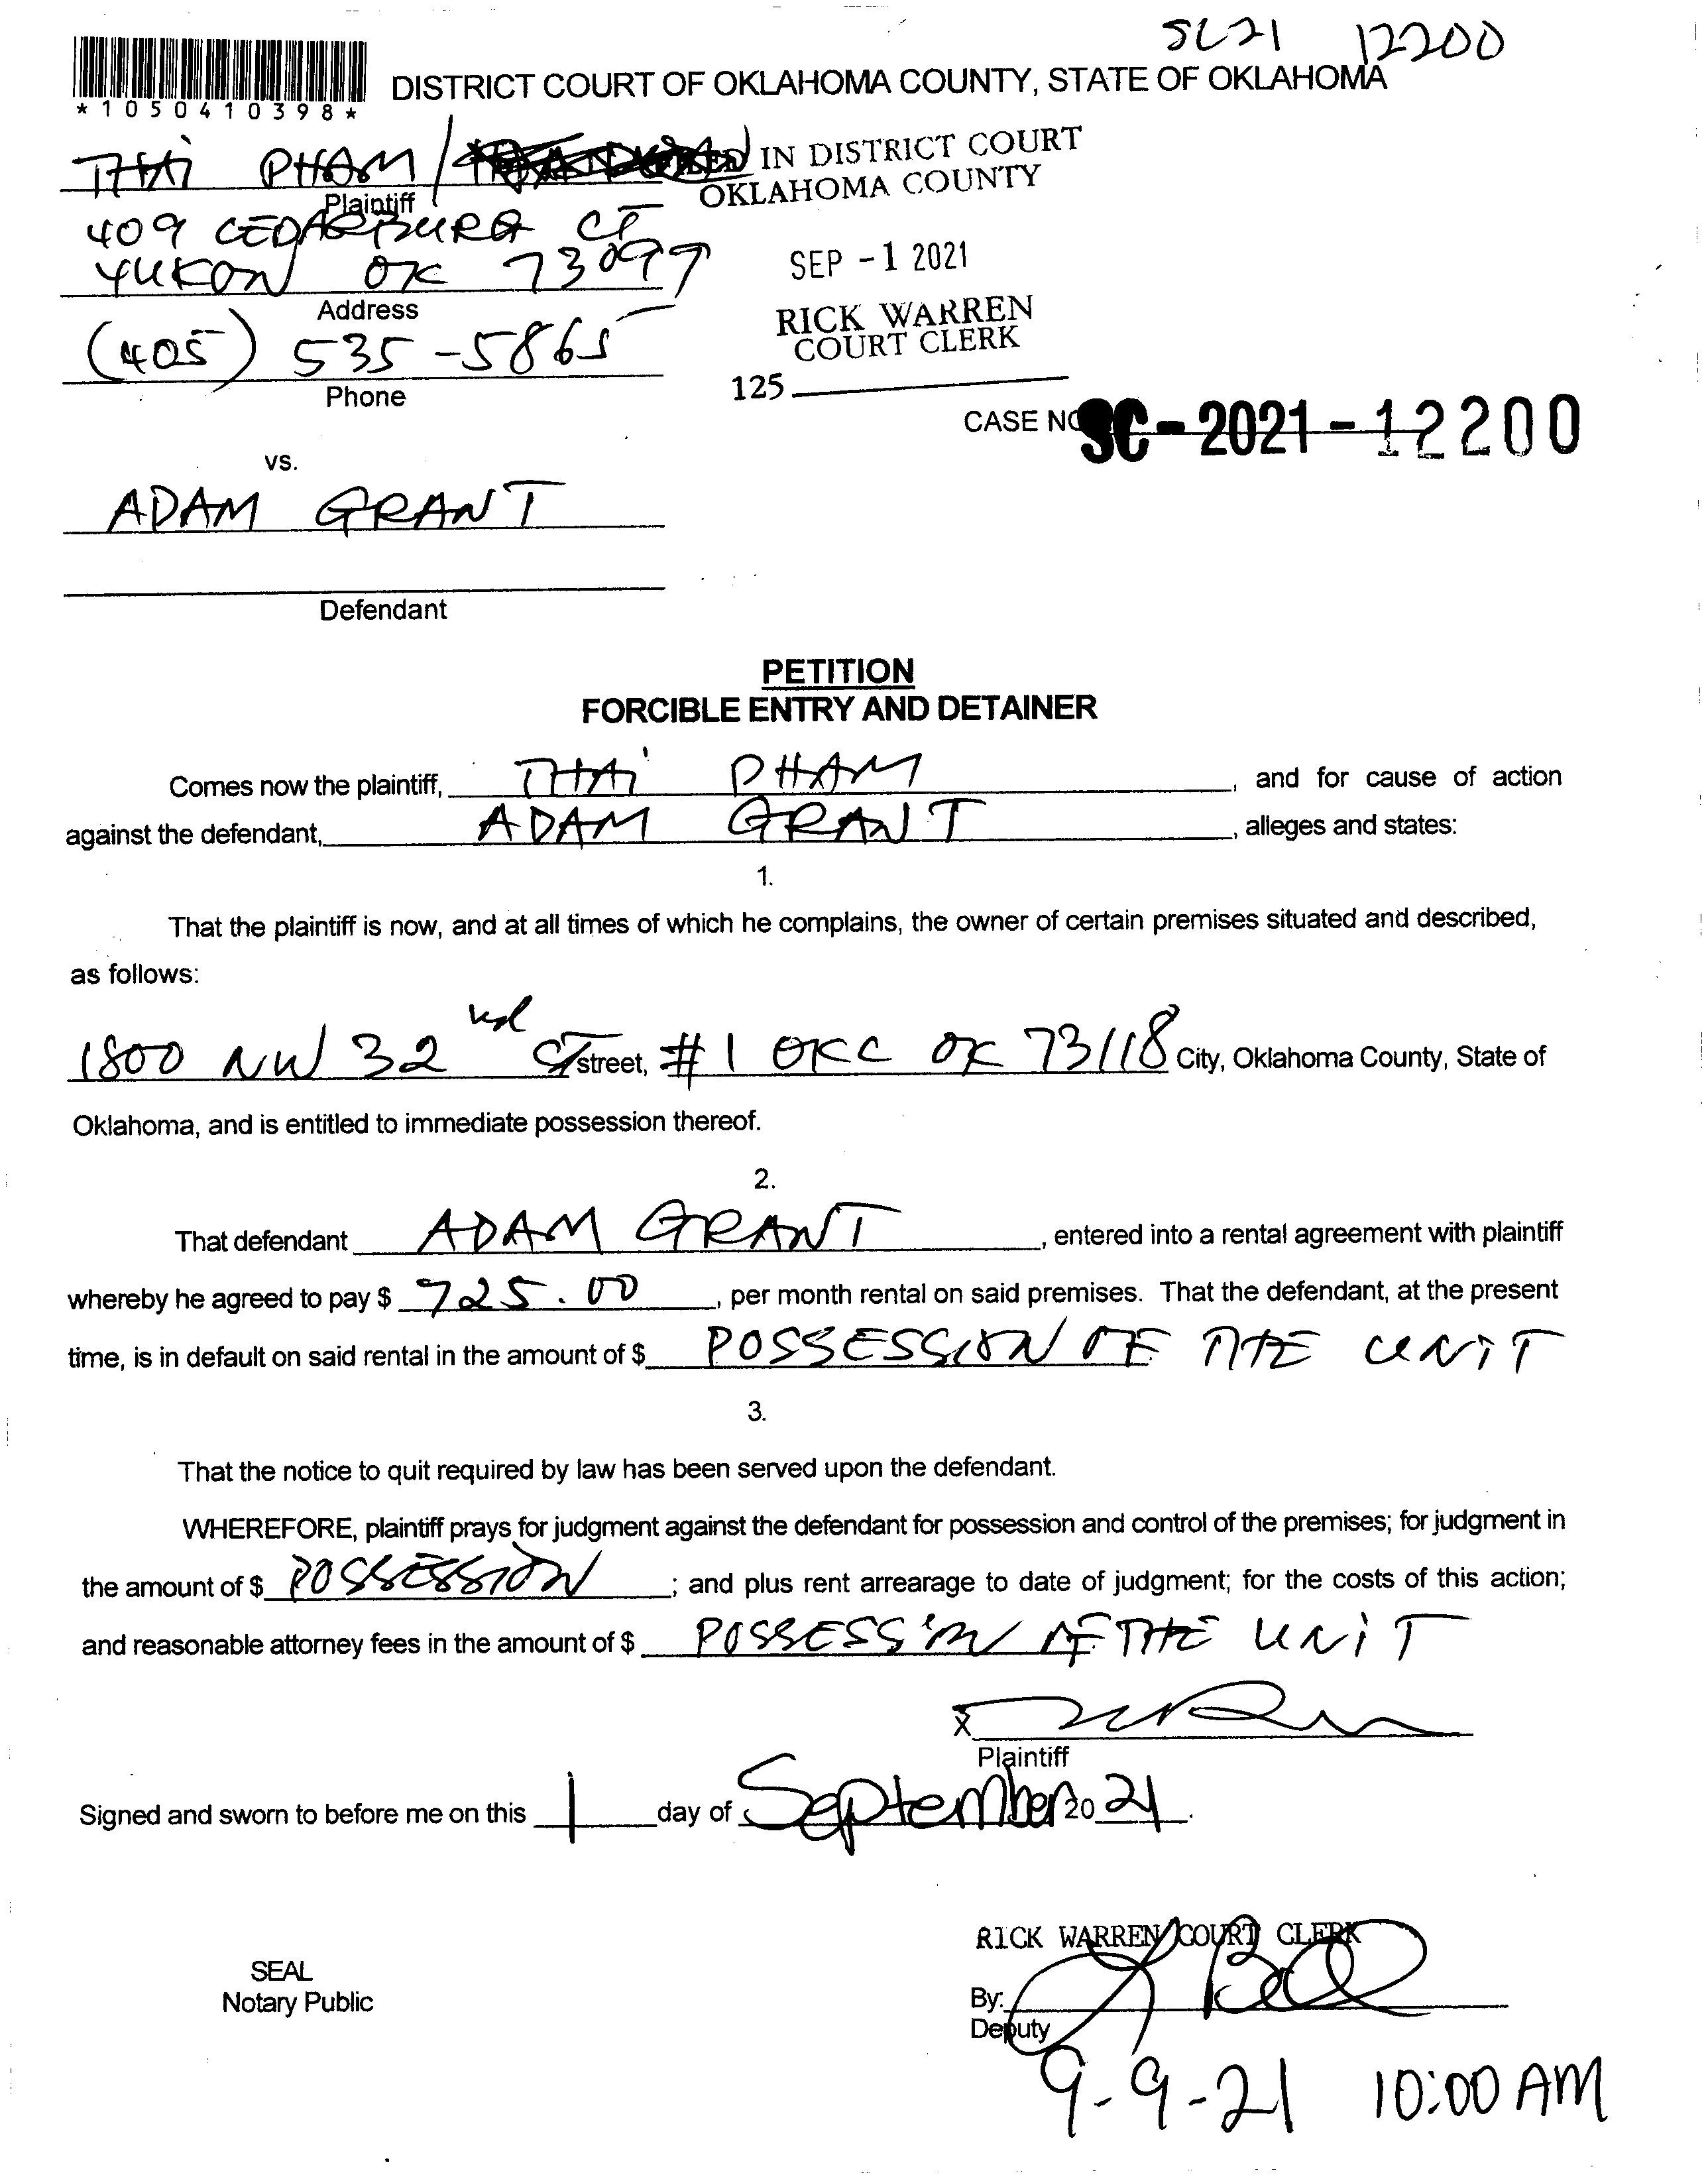 SC21 12200
*1050410398*
DISTRICT COURT OF OKLAHOMA COUNTY, STATE OF OKLAHOMA
THAI PHAM /
IN DISTRICT COURT
OKLAHOMA COUNTY
Plaintiff
409 CEDARBURG CT
YUKON OK 73099
SEP -1 2021
Address
RICK WARREN
COURT CLERK
(405) 535-5865
Phone
125
CASE NO
SC-2021-12200
vs.
ADAM GRANT
Defendant
PETITION
FORCIBLE ENTRY AND DETAINER
Comes now the plaintiff, THAI PHAM, and for cause of action
against the defendant, ADAM GRANT, alleges and states:
1.
That the plaintiff is now, and at all times of which he complains, the owner of certain premises situated and described,
as follows:
1800 NW 32 nd ST street, #1 OKC OK 73118 City, Oklahoma County, State of
Oklahoma, and is entitled to immediate possession thereof.
2.
That defendant ADAM GRANT, entered into a rental agreement with plaintiff
whereby he agreed to pay $ 725.00, per month rental on said premises. That the defendant, at the present
time, is in default on said rental in the amount of $ POSSESSION OF THE UNIT
3.
That the notice to quit required by law has been served upon the defendant.
WHEREFORE, plaintiff prays for judgment against the defendant for possession and control of the premises; for judgment in
the amount of $ POSSESSION; and plus rent arrearage to date of judgment; for the costs of this action;
and reasonable attorney fees in the amount of $ POSSESSION OF THE UNIT
X
Plaintiff
Signed and sworn to before me on this 1 day of September 20 21.
RICK WARREN COURT CLERK
SEAL
Notary Public
By:
Deputy
9-9-21 10:00 AM